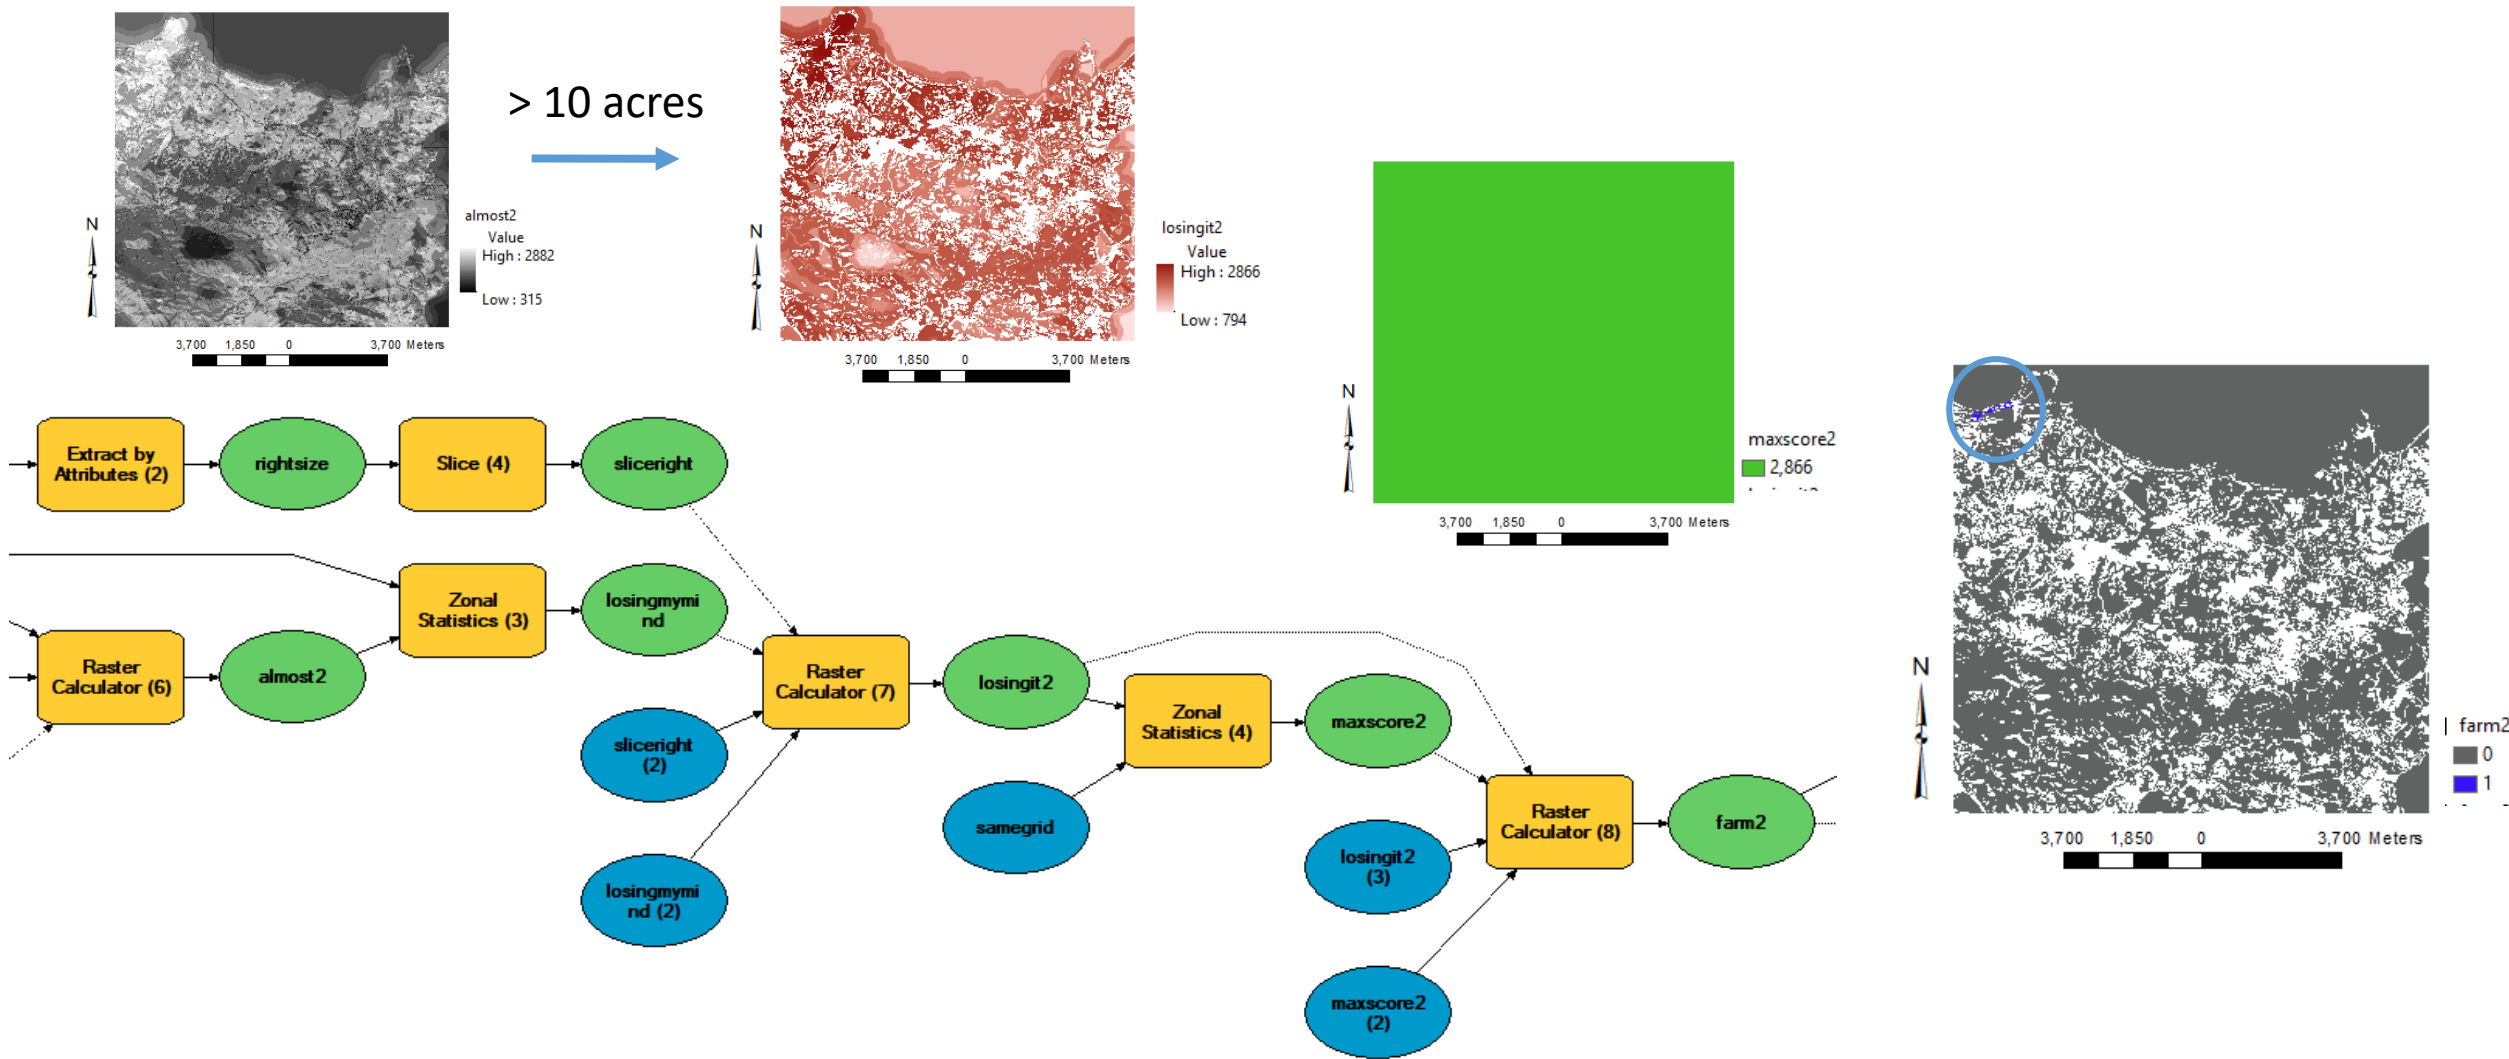 > 10 acres
N
almost2
Value
High : 2882
Low : 315
3,700 1,850 0 3,700 Meters
N
losingit2
Value
High : 2866
Low : 794
3,700 1,850 0 3,700 Meters
N
maxscore2
2,866
3,700 1,850 0 3,700 Meters
N
farm2
0
1
3,700 1,850 0 3,700 Meters
Extract by
Attributes (2)
rightsize
Slice (4)
sliceright
Zonal
Statistics (3)
losingmymi
nd
Raster
Calculator (6)
almost2
Raster
Calculator (7)
losingit2
sliceright
(2)
Zonal
Statistics (4)
maxscore2
losingmymi
nd (2)
samegrid
Raster
Calculator (8)
farm2
losingit2
(3)
maxscore2
(2)